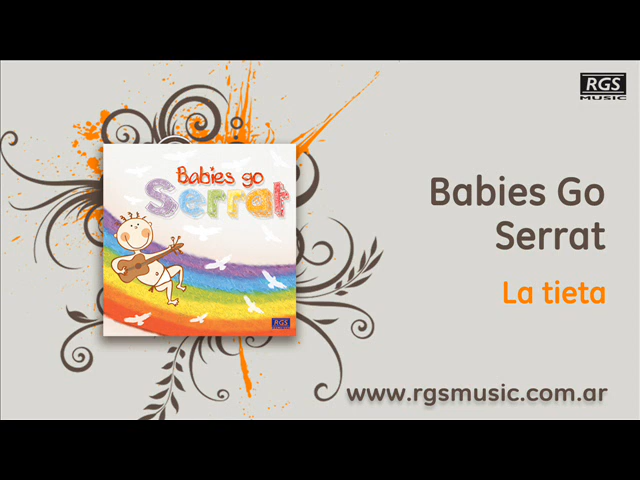 RGS
MUSIC
Babies go
Serrat
RGS
Babies Go
Serrat
La tieta
www.rgsmusic.com.ar